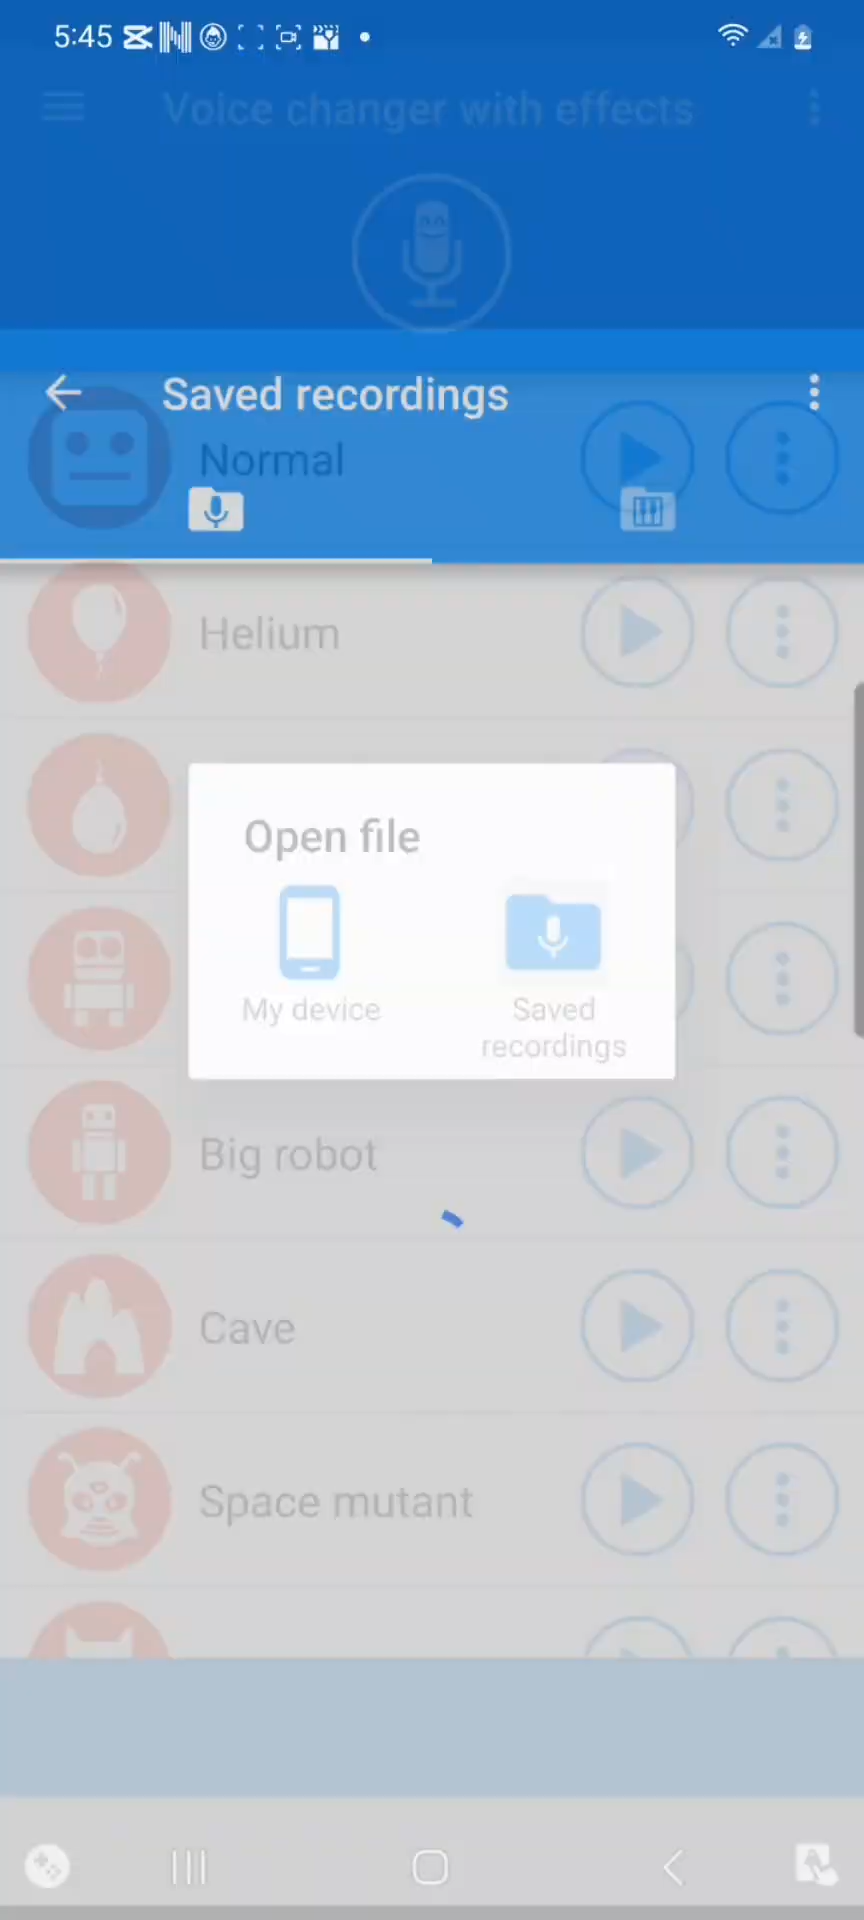 5:45
Voice changer with effects
Saved recordings
Normal
Helium
Open file
My device
Saved
recordings
Big robot
Cave
Space mutant